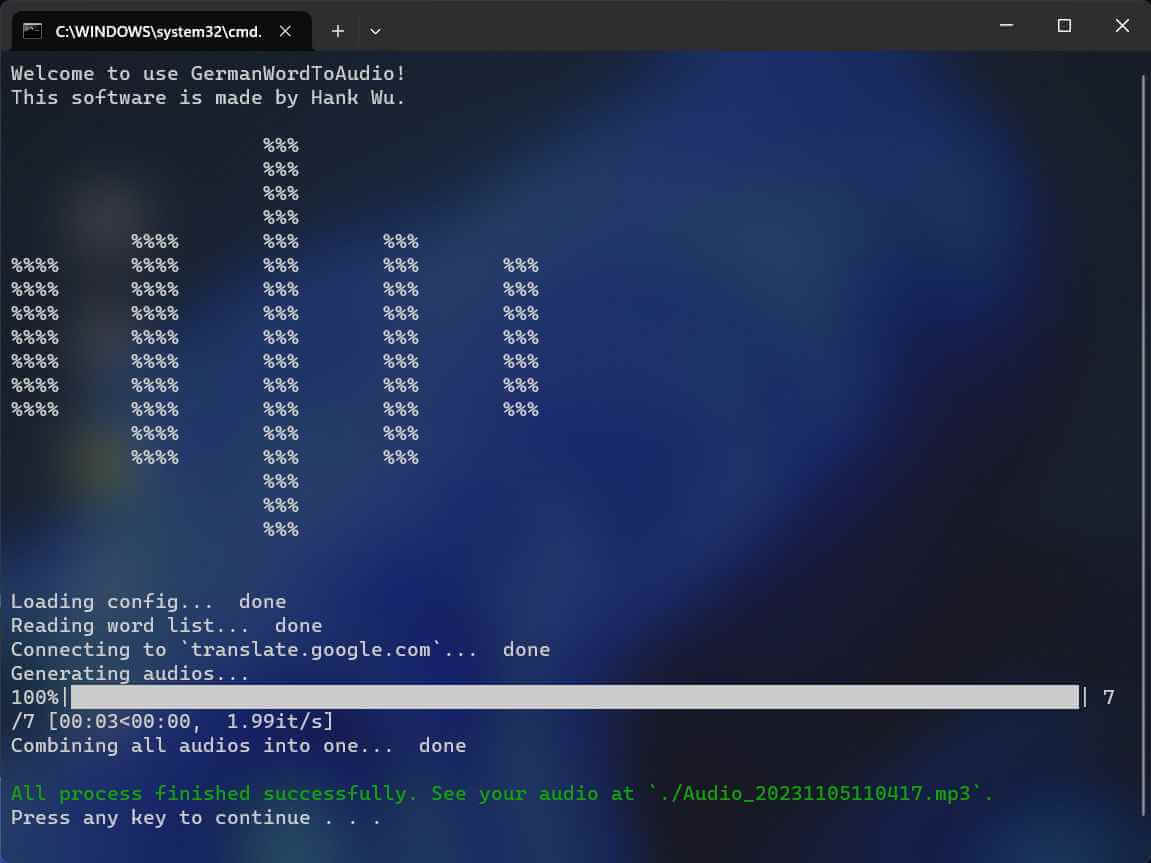 C:\WINDOWS\system32\cmd.
Welcome to use GermanWordToAudio!
This software is made by Hank Wu.
                     %%%
                     %%%
                     %%%
                     %%%
          %%%%       %%%       %%%
%%%%      %%%%       %%%       %%%       %%%
%%%%      %%%%       %%%       %%%       %%%
%%%%      %%%%       %%%       %%%       %%%
%%%%      %%%%       %%%       %%%       %%%
%%%%      %%%%       %%%       %%%       %%%
%%%%      %%%%       %%%       %%%       %%%
%%%%      %%%%       %%%       %%%       %%%
          %%%%       %%%       %%%
          %%%%       %%%       %%%
                     %%%
                     %%%
                     %%%
Loading config...  done
Reading word list...  done
Connecting to `translate.google.com`...  done
Generating audios...
100%|| 7
/7 [00:03<00:00,  1.99it/s]
Combining all audios into one...  done
All process finished successfully. See your audio at `./Audio_20231105110417.mp3`.
Press any key to continue . . .